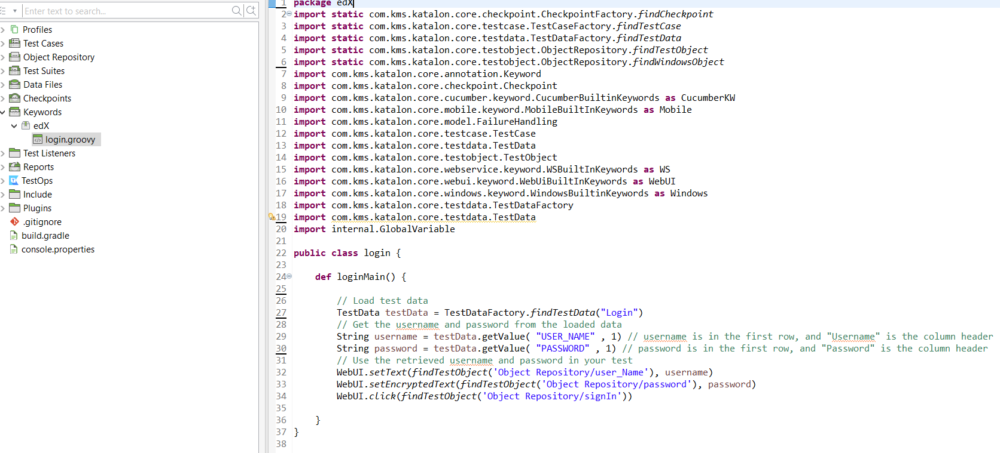 Enter text to search...
Profiles
Test Cases
Object Repository
Test Suites
Data Files
Checkpoints
Keywords
edX
login.groovy
Test Listeners
Reports
TestOps
Include
Plugins
.gitignore
build.gradle
console.properties
1 package edX
2 import static com.kms.katalon.core.checkpoint.CheckpointFactory.findCheckpoint
3 import static com.kms.katalon.core.testcase.TestCaseFactory.findTestCase
4 import static com.kms.katalon.core.testdata.TestDataFactory.findTestData
5 import static com.kms.katalon.core.testobject.ObjectRepository.findTestObject
6 import static com.kms.katalon.core.testobject.ObjectRepository.findWindowsObject
7 import com.kms.katalon.core.annotation.Keyword
8 import com.kms.katalon.core.checkpoint.Checkpoint
9 import com.kms.katalon.core.cucumber.keyword.CucumberBuiltinKeywords as CucumberKW
10 import com.kms.katalon.core.mobile.keyword.MobileBuiltInKeywords as Mobile
11 import com.kms.katalon.core.model.FailureHandling
12 import com.kms.katalon.core.testcase.TestCase
13 import com.kms.katalon.core.testdata.TestData
14 import com.kms.katalon.core.testobject.TestObject
15 import com.kms.katalon.core.webservice.keyword.WSBuiltInKeywords as WS
16 import com.kms.katalon.core.webui.keyword.WebUiBuiltInKeywords as WebUI
17 import com.kms.katalon.core.windows.keyword.WindowsBuiltinKeywords as Windows
18 import com.kms.katalon.core.testdata.TestDataFactory
19 import com.kms.katalon.core.testdata.TestData
20 import internal.GlobalVariable
21
22 public class login {
23
24 def loginMain() {
25
26 // Load test data
27 TestData testData = TestDataFactory.findTestData("Login")
28 // Get the username and password from the loaded data
29 String username = testData.getValue( "USER_NAME" , 1) // username is in the first row, and "Username" is the column header
30 String password = testData.getValue( "PASSWORD" , 1) // password is in the first row, and "Password" is the column header
31 // Use the retrieved username and password in your test
32 WebUI.setText(findTestObject('Object Repository/user_Name'), username)
33 WebUI.setEncryptedText(findTestObject('Object Repository/password'), password)
34 WebUI.click(findTestObject('Object Repository/signIn'))
35
36 }
37 }
38